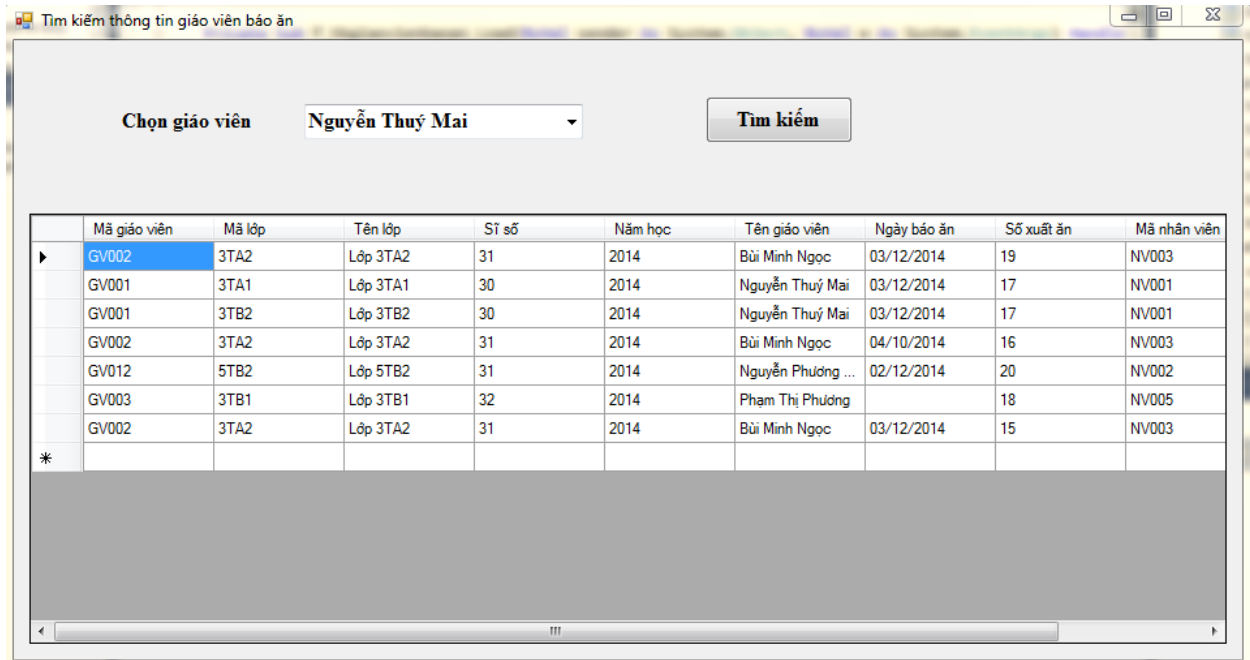 Tìm kiếm thông tin giáo viên báo ăn
Chọn giáo viên Nguyễn Thuý Mai Tìm kiếm
Mã giáo viên Mã lớp Tên lớp Sĩ số Năm học Tên giáo viên Ngày báo ăn Số xuất ăn Mã nhân viên
GV002 3TA2 Lớp 3TA2 31 2014 Bùi Minh Ngọc 03/12/2014 19 NV003
GV001 3TA1 Lớp 3TA1 30 2014 Nguyễn Thuý Mai 03/12/2014 17 NV001
GV001 3TB2 Lớp 3TB2 30 2014 Nguyễn Thuý Mai 03/12/2014 17 NV001
GV002 3TA2 Lớp 3TA2 31 2014 Bùi Minh Ngọc 04/10/2014 16 NV003
GV012 5TB2 Lớp 5TB2 31 2014 Nguyễn Phương ... 02/12/2014 20 NV002
GV003 3TB1 Lớp 3TB1 32 2014 Phạm Thị Phương 18 NV005
GV002 3TA2 Lớp 3TA2 31 2014 Bùi Minh Ngọc 03/12/2014 15 NV003